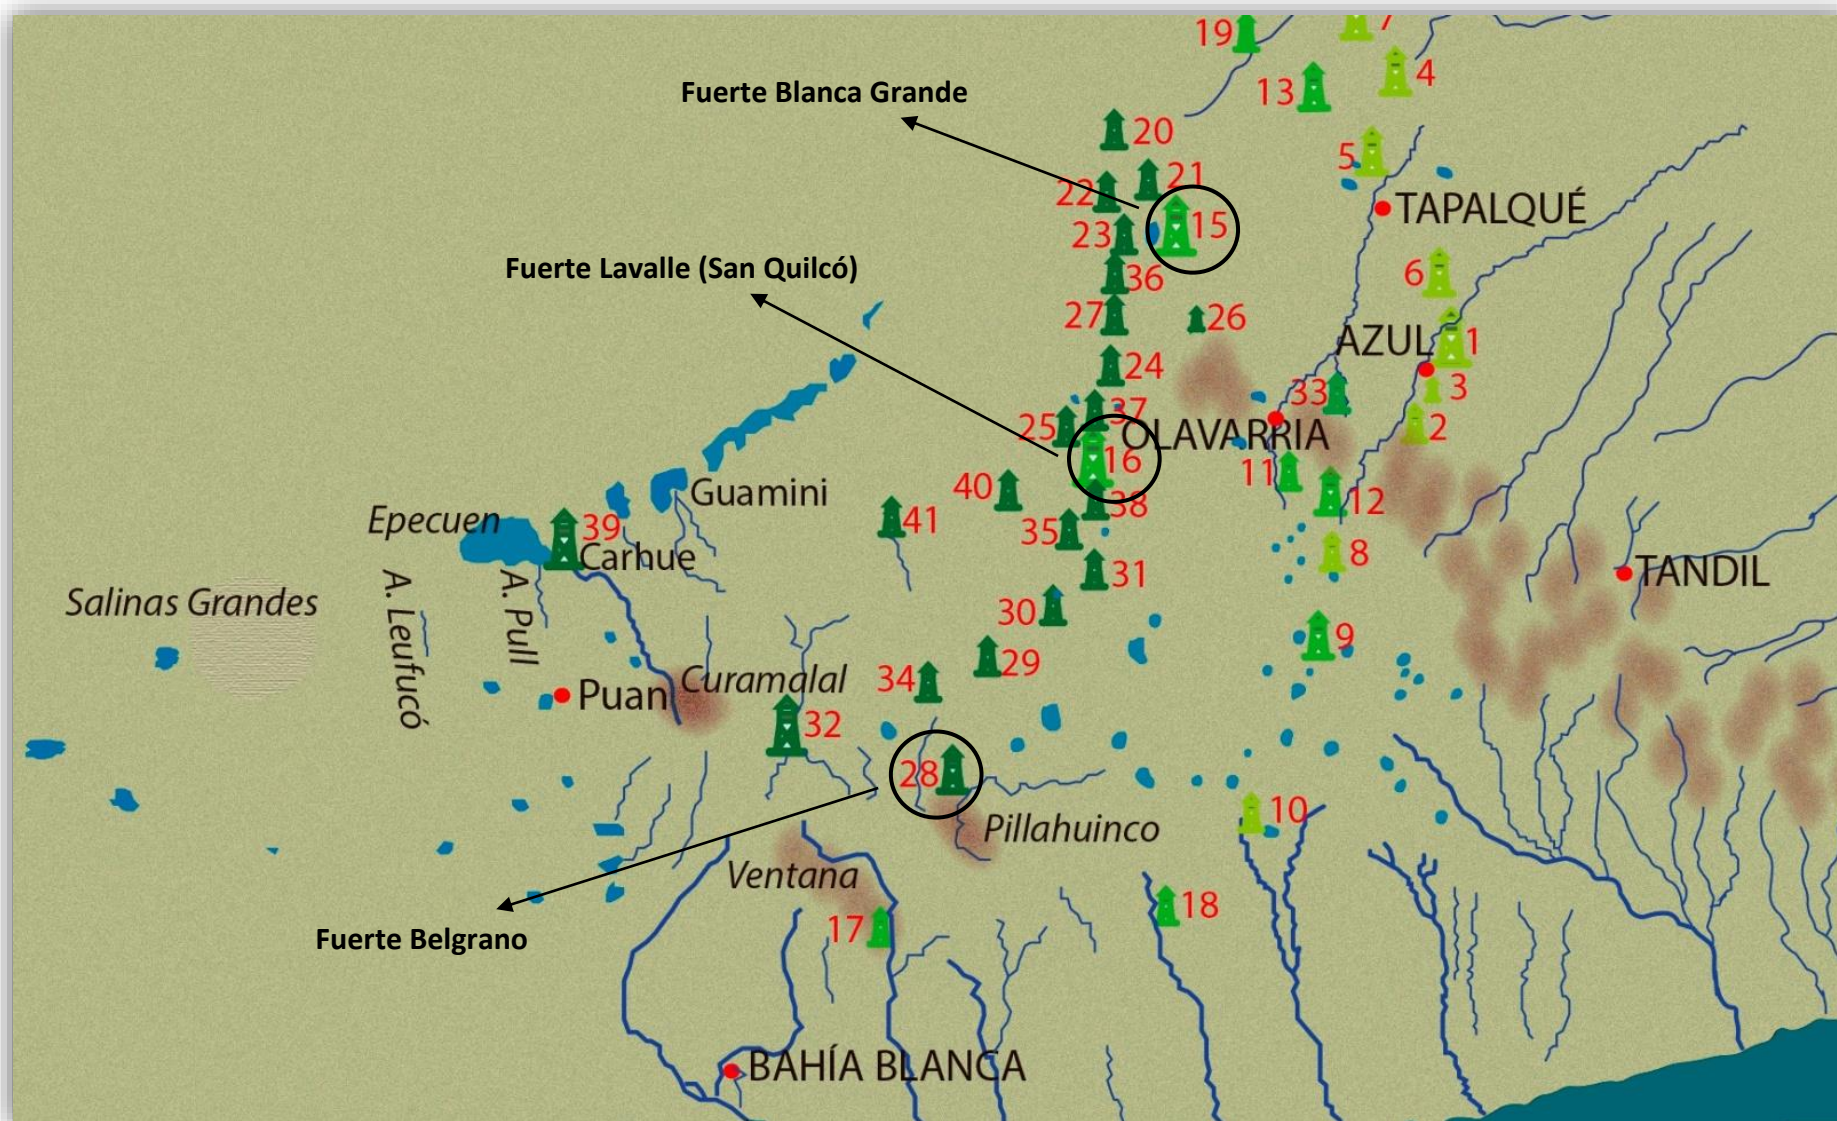 19
7
4
13
Fuerte Blanca Grande
20
5
21
22
TAPALQUÉ
15
23
Fuerte Lavalle (San Quilcó)
36
6
27
26
AZUL
1
24
33
3
37
25
OLAVARRIA
2
16
11
40
Guamini
12
38
Epecuen
39
41
35
Carhue
8
31
TANDIL
Salinas Grandes
A. Leufucó
A. Pull
30
9
29
Curamalal
34
Puan
32
28
10
Pillahuinco
Ventana
18
17
Fuerte Belgrano
BAHÍA BLANCA